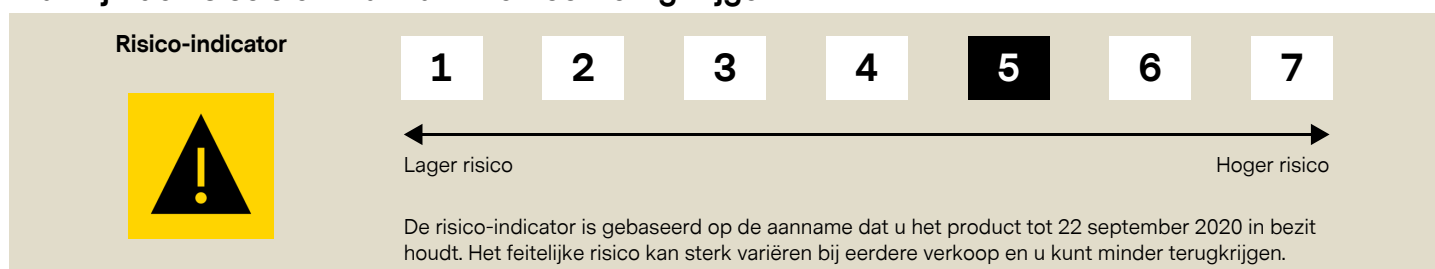 Risico-indicator
1 2 3 4 5 6 7
Lager risico Hoger risico
De risico-indicator is gebaseerd op de aanname dat u het product tot 22 september 2020 in bezit
houdt. Het feitelijke risico kan sterk variëren bij eerdere verkoop en u kunt minder terugkrijgen.